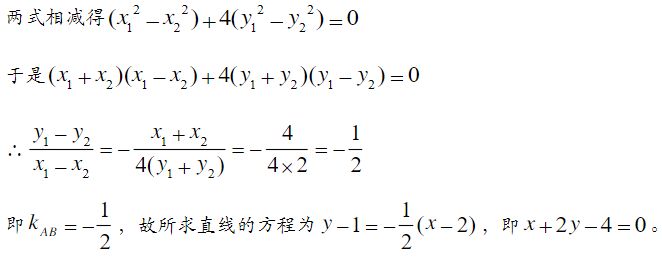 两式相减得(x₁²－x₂²)+4(y₁²－y₂²)=0
于是(x₁+x₂)(x₁－x₂)+4(y₁+y₂)(y₁－y₂)=0
∴ (y₁－y₂)/(x₁－x₂)=－(x₁+x₂)/(4(y₁+y₂))=－4/(4×2)=－1/2
即k_AB=－1/2，故所求直线的方程为y－1=－1/2(x－2)，即x+2y－4=0。